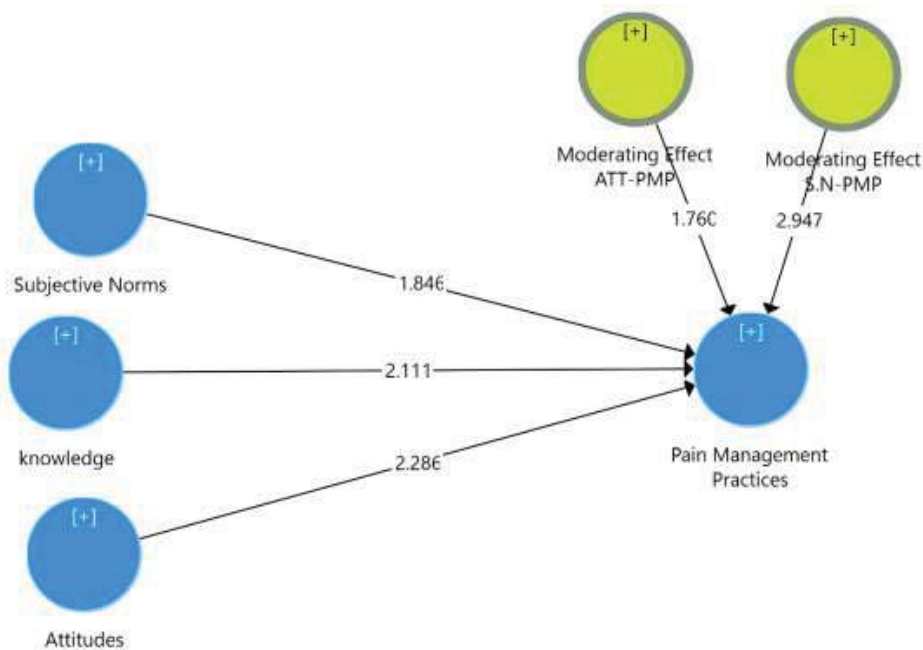 [+]
[+]
Moderating Effect
ATT-PMP
Moderating Effect
S.N-PMP
[+]
Subjective Norms
1.760
2.947
1.846
[+]
knowledge
2.111
[+]
Pain Management
Practices
2.286
[+]
Attitudes